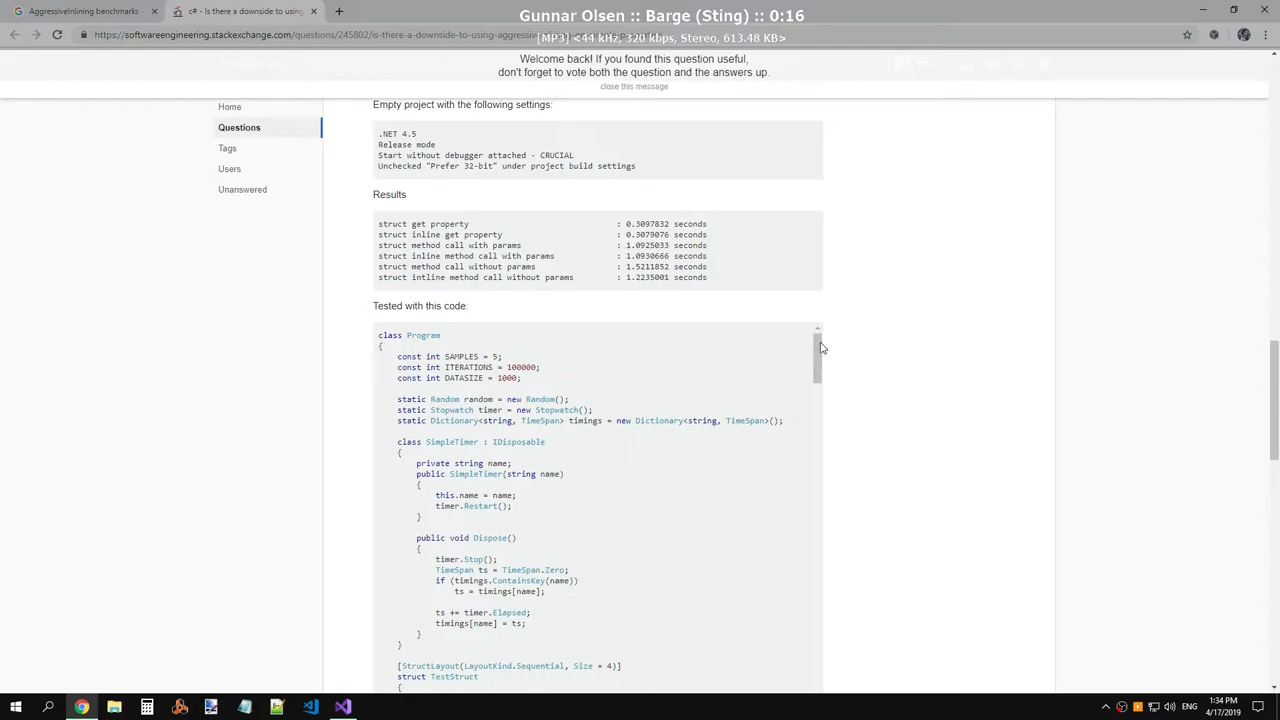 AggressiveInlining benchmarks -
c# - Is there a downside to using
Gunnar Olsen :: Barge (Sting) :: 0:16
https://softwareengineering.stackexchange.com/questions/245802/is-there-a-downside-to-using-
[MP3] <44 kHz, 320 kbps, Stereo, 613.48 KB>
Welcome back! If you found this question useful,
don't forget to vote both the question and the answers up.
close this message
Home
Questions
Tags
Users
Unanswered
Empty project with the following settings:
.NET 4.5
Release mode
Start without debugger attached - CRUCIAL
Unchecked "Prefer 32-bit" under project build settings
Results
struct get property : 0.3097832 seconds
struct inline get property : 0.3079076 seconds
struct method call with params : 1.0925033 seconds
struct inline method call with params : 1.0930666 seconds
struct method call without params : 1.5211852 seconds
struct intline method call without params : 1.2235001 seconds
Tested with this code:
class Program
{
const int SAMPLES = 5;
const int ITERATIONS = 100000;
const int DATASIZE = 1000;
static Random random = new Random();
static Stopwatch timer = new Stopwatch();
static Dictionary<string, TimeSpan> timings = new Dictionary<string, TimeSpan>();
class SimpleTimer : IDisposable
{
private string name;
public SimpleTimer(string name)
{
this.name = name;
timer.Restart();
}
public void Dispose()
{
timer.Stop();
TimeSpan ts = TimeSpan.Zero;
if (timings.ContainsKey(name))
ts = timings[name];
ts += timer.Elapsed;
timings[name] = ts;
}
}
[StructLayout(LayoutKind.Sequential, Size = 4)]
struct TestStruct
{
ENG
1:34 PM
4/17/2019